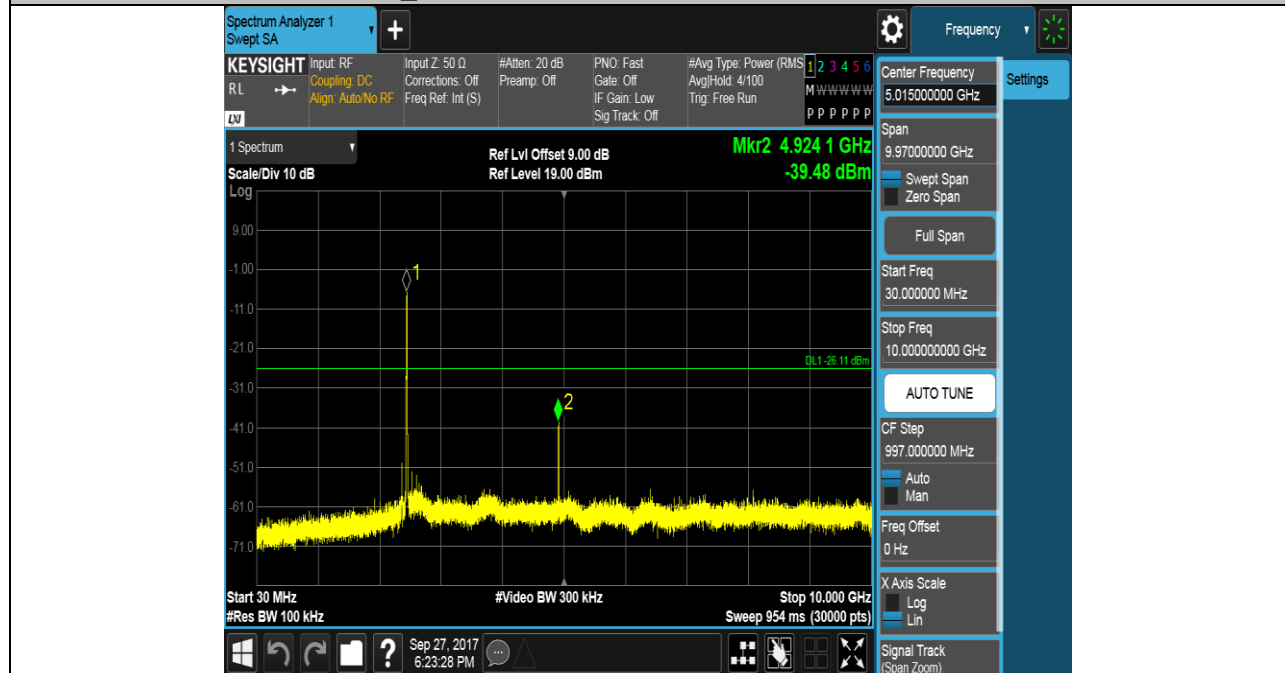 Spectrum Analyzer 1
Swept SA
+
Frequency
KEYSIGHT
R L
LXI
Input: RF
Coupling: DC
Align: Auto/No RF
Input Z: 50 Ω
Corrections: Off
Freq Ref: Int (S)
#Atten: 20 dB
Preamp: Off
PNO: Fast
Gate: Off
IF Gain: Low
Sig Track: Off
#Avg Type: Power (RMS
Avg|Hold: 4/100
Trig: Free Run
1 2 3 4 5 6
M W W W W W
P P P P P P
1 Spectrum
Scale/Div 10 dB
Log
Ref Lvl Offset 9.00 dB
Ref Level 19.00 dBm
Mkr2 4.924 1 GHz
-39.48 dBm
9.00
-1.00
-11.0
-21.0
-31.0
-41.0
-51.0
-61.0
-71.0
1
2
DL1 -26.11 dBm
Start 30 MHz
#Res BW 100 kHz
#Video BW 300 kHz
Stop 10.000 GHz
Sweep 954 ms (30000 pts)
?
Sep 27, 2017
6:23:28 PM
Center Frequency
5.015000000 GHz
Span
9.97000000 GHz
Swept Span
Zero Span
Full Span
Start Freq
30.000000 MHz
Stop Freq
10.000000000 GHz
AUTO TUNE
CF Step
997.000000 MHz
Auto
Man
Freq Offset
0 Hz
X Axis Scale
Log
Lin
Signal Track
(Span Zoom)
Settings